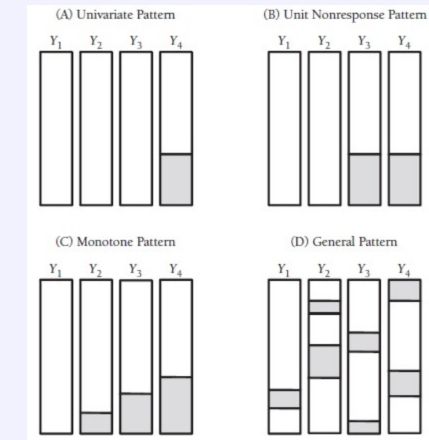 (A) Univariate Pattern
Y1 Y2 Y3 Y4
(B) Unit Nonresponse Pattern
Y1 Y2 Y3 Y4
(C) Monotone Pattern
Y1 Y2 Y3 Y4
(D) General Pattern
Y1 Y2 Y3 Y4